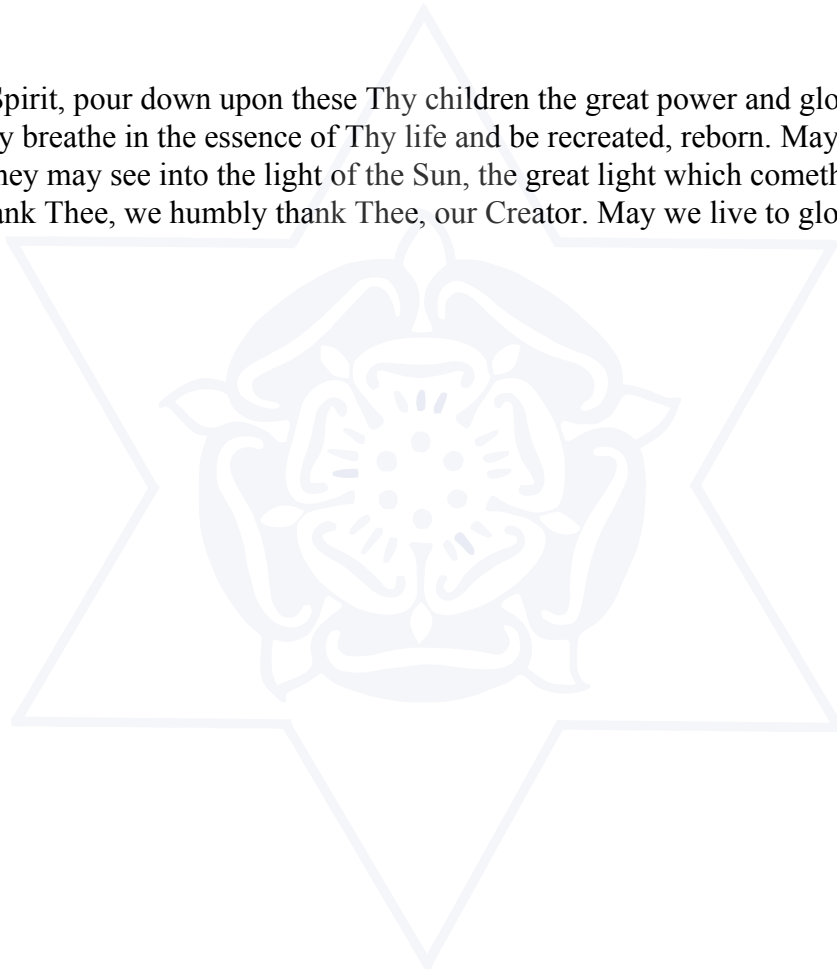 Spirit, pour down upon these Thy children the great power and glo
y breathe in the essence of Thy life and be recreated, reborn. May
hey may see into the light of the Sun, the great light which cometh
ank Thee, we humbly thank Thee, our Creator. May we live to glo